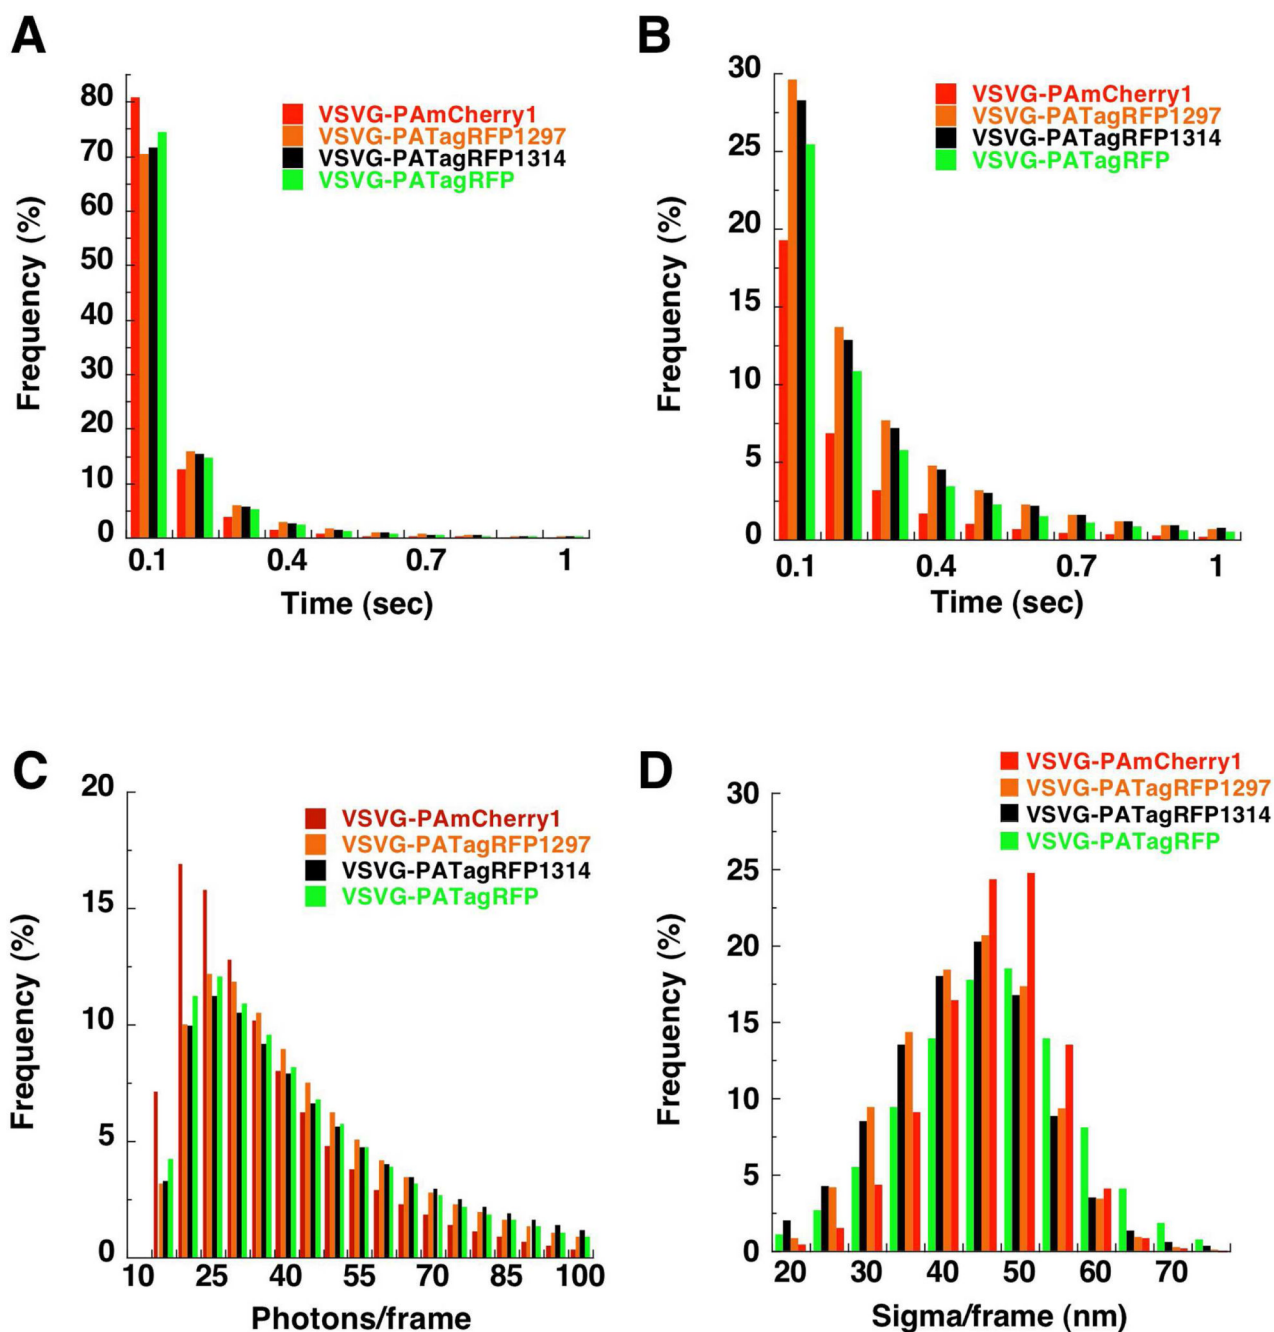 A
Frequency (%)
80
70
60
50
40
30
20
10
0
VSVG-PAmCherry1
VSVG-PATagRFP1297
VSVG-PATagRFP1314
VSVG-PATagRFP
0.1 0.4 0.7 1
Time (sec)
B
Frequency (%)
30
25
20
15
10
5
0
VSVG-PAmCherry1
VSVG-PATagRFP1297
VSVG-PATagRFP1314
VSVG-PATagRFP
0.1 0.4 0.7 1
Time (sec)
C
Frequency (%)
20
15
10
5
0
VSVG-PAmCherry1
VSVG-PATagRFP1297
VSVG-PATagRFP1314
VSVG-PATagRFP
10 25 40 55 70 85 100
Photons/frame
D
VSVG-PAmCherry1
VSVG-PATagRFP1297
VSVG-PATagRFP1314
VSVG-PATagRFP
Frequency (%)
30
25
20
15
10
5
0
20 30 40 50 60 70
Sigma/frame (nm)